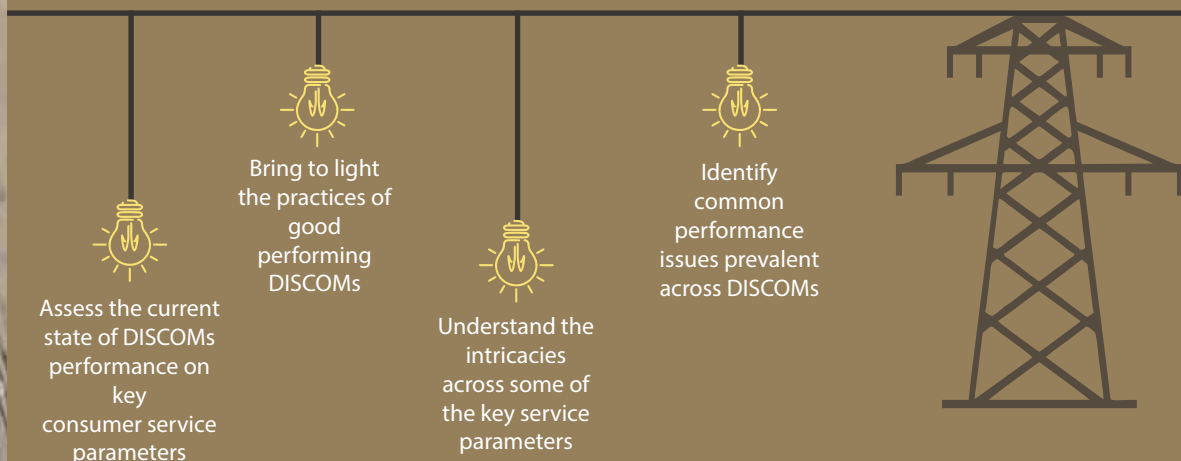 Assess the current
state of DISCOMs
performance on
key
consumer service
parameters
Bring to light
the practices of
good
performing
DISCOMs
Understand the
intricacies
across some of
the key service
parameters
Identify
common
performance
issues prevalent
across DISCOMs